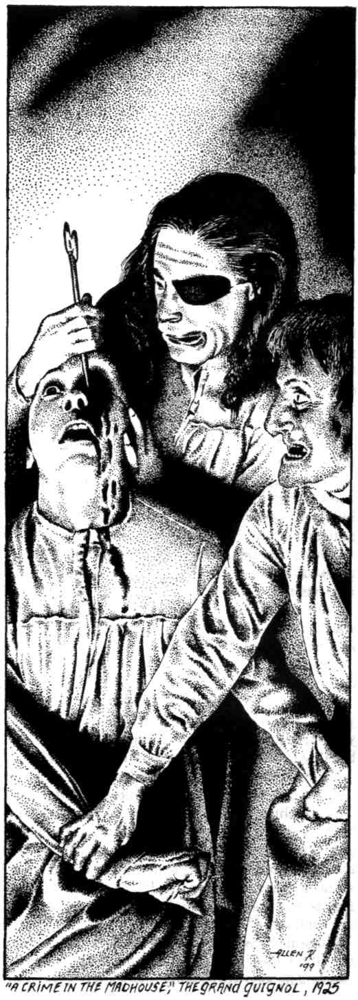 ALLEN K
'99
"A CRIME IN THE MADHOUSE," THE GRAND GUIGNOL, 1925